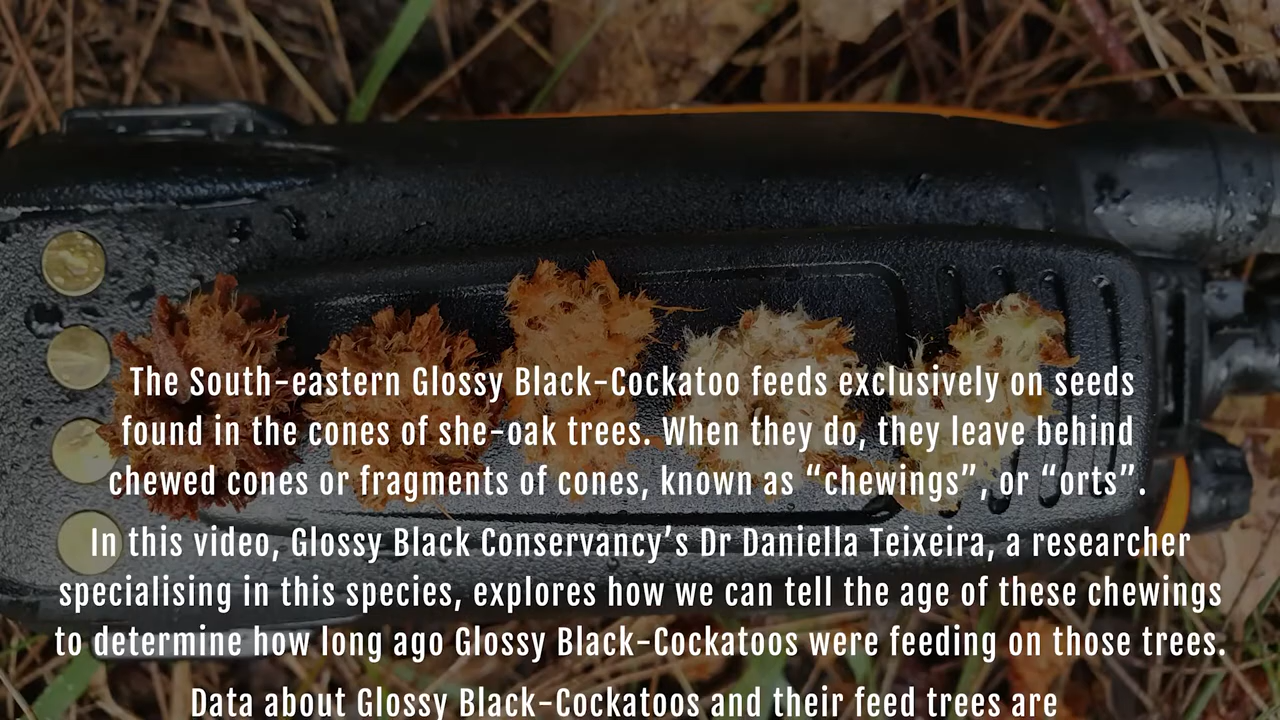 The South-eastern Glossy Black-Cockatoo feeds exclusively on seeds
found in the cones of she-oak trees. When they do, they leave behind
chewed cones or fragments of cones, known as “chewings”, or “orts”.
In this video, Glossy Black Conservancy’s Dr Daniella Teixeira, a researcher
specialising in this species, explores how we can tell the age of these chewings
to determine how long ago Glossy Black-Cockatoos were feeding on those trees.
Data about Glossy Black-Cockatoos and their feed trees are